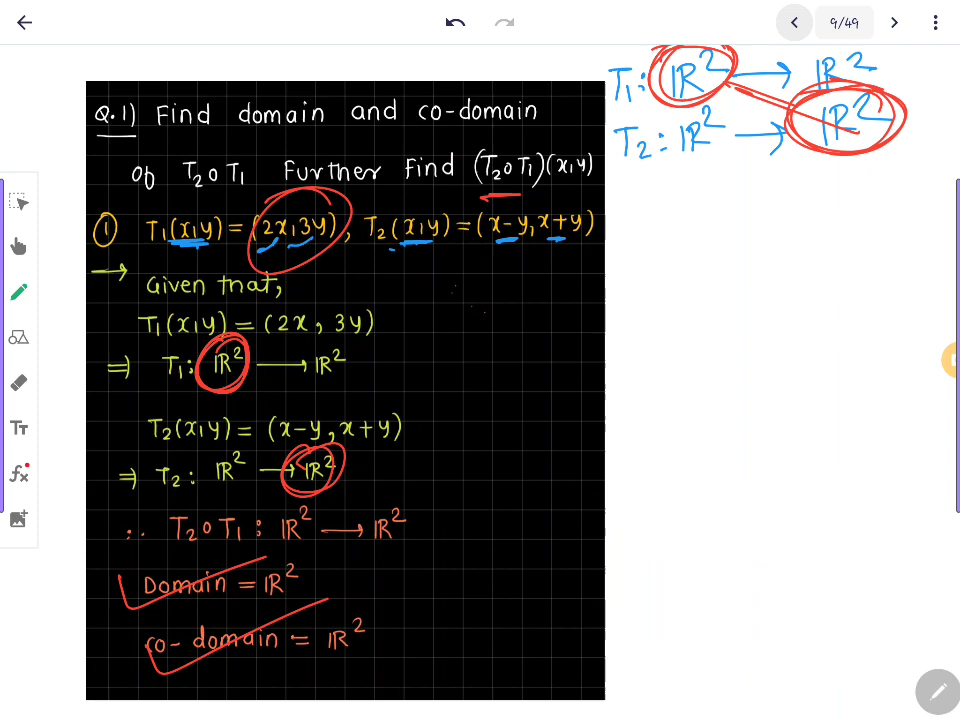 9/49
T₁: ℝ² → ℝ²
T₂: ℝ² → ℝ²
Q.1) Find domain and co-domain
of T₂∘T₁ Further Find (T₂∘T₁)(x,y)
① T₁(x,y) = (2x,3y), T₂(x,y) = (x-y,x+y)
→ Given that,
T₁(x,y) = (2x, 3y)
⇒ T₁: ℝ² → ℝ²
T₂(x,y) = (x-y,x+y)
⇒ T₂: ℝ² → ℝ²
∴ T₂∘T₁ : ℝ² → ℝ²
Domain = ℝ²
co-domain = ℝ²
TT
fx